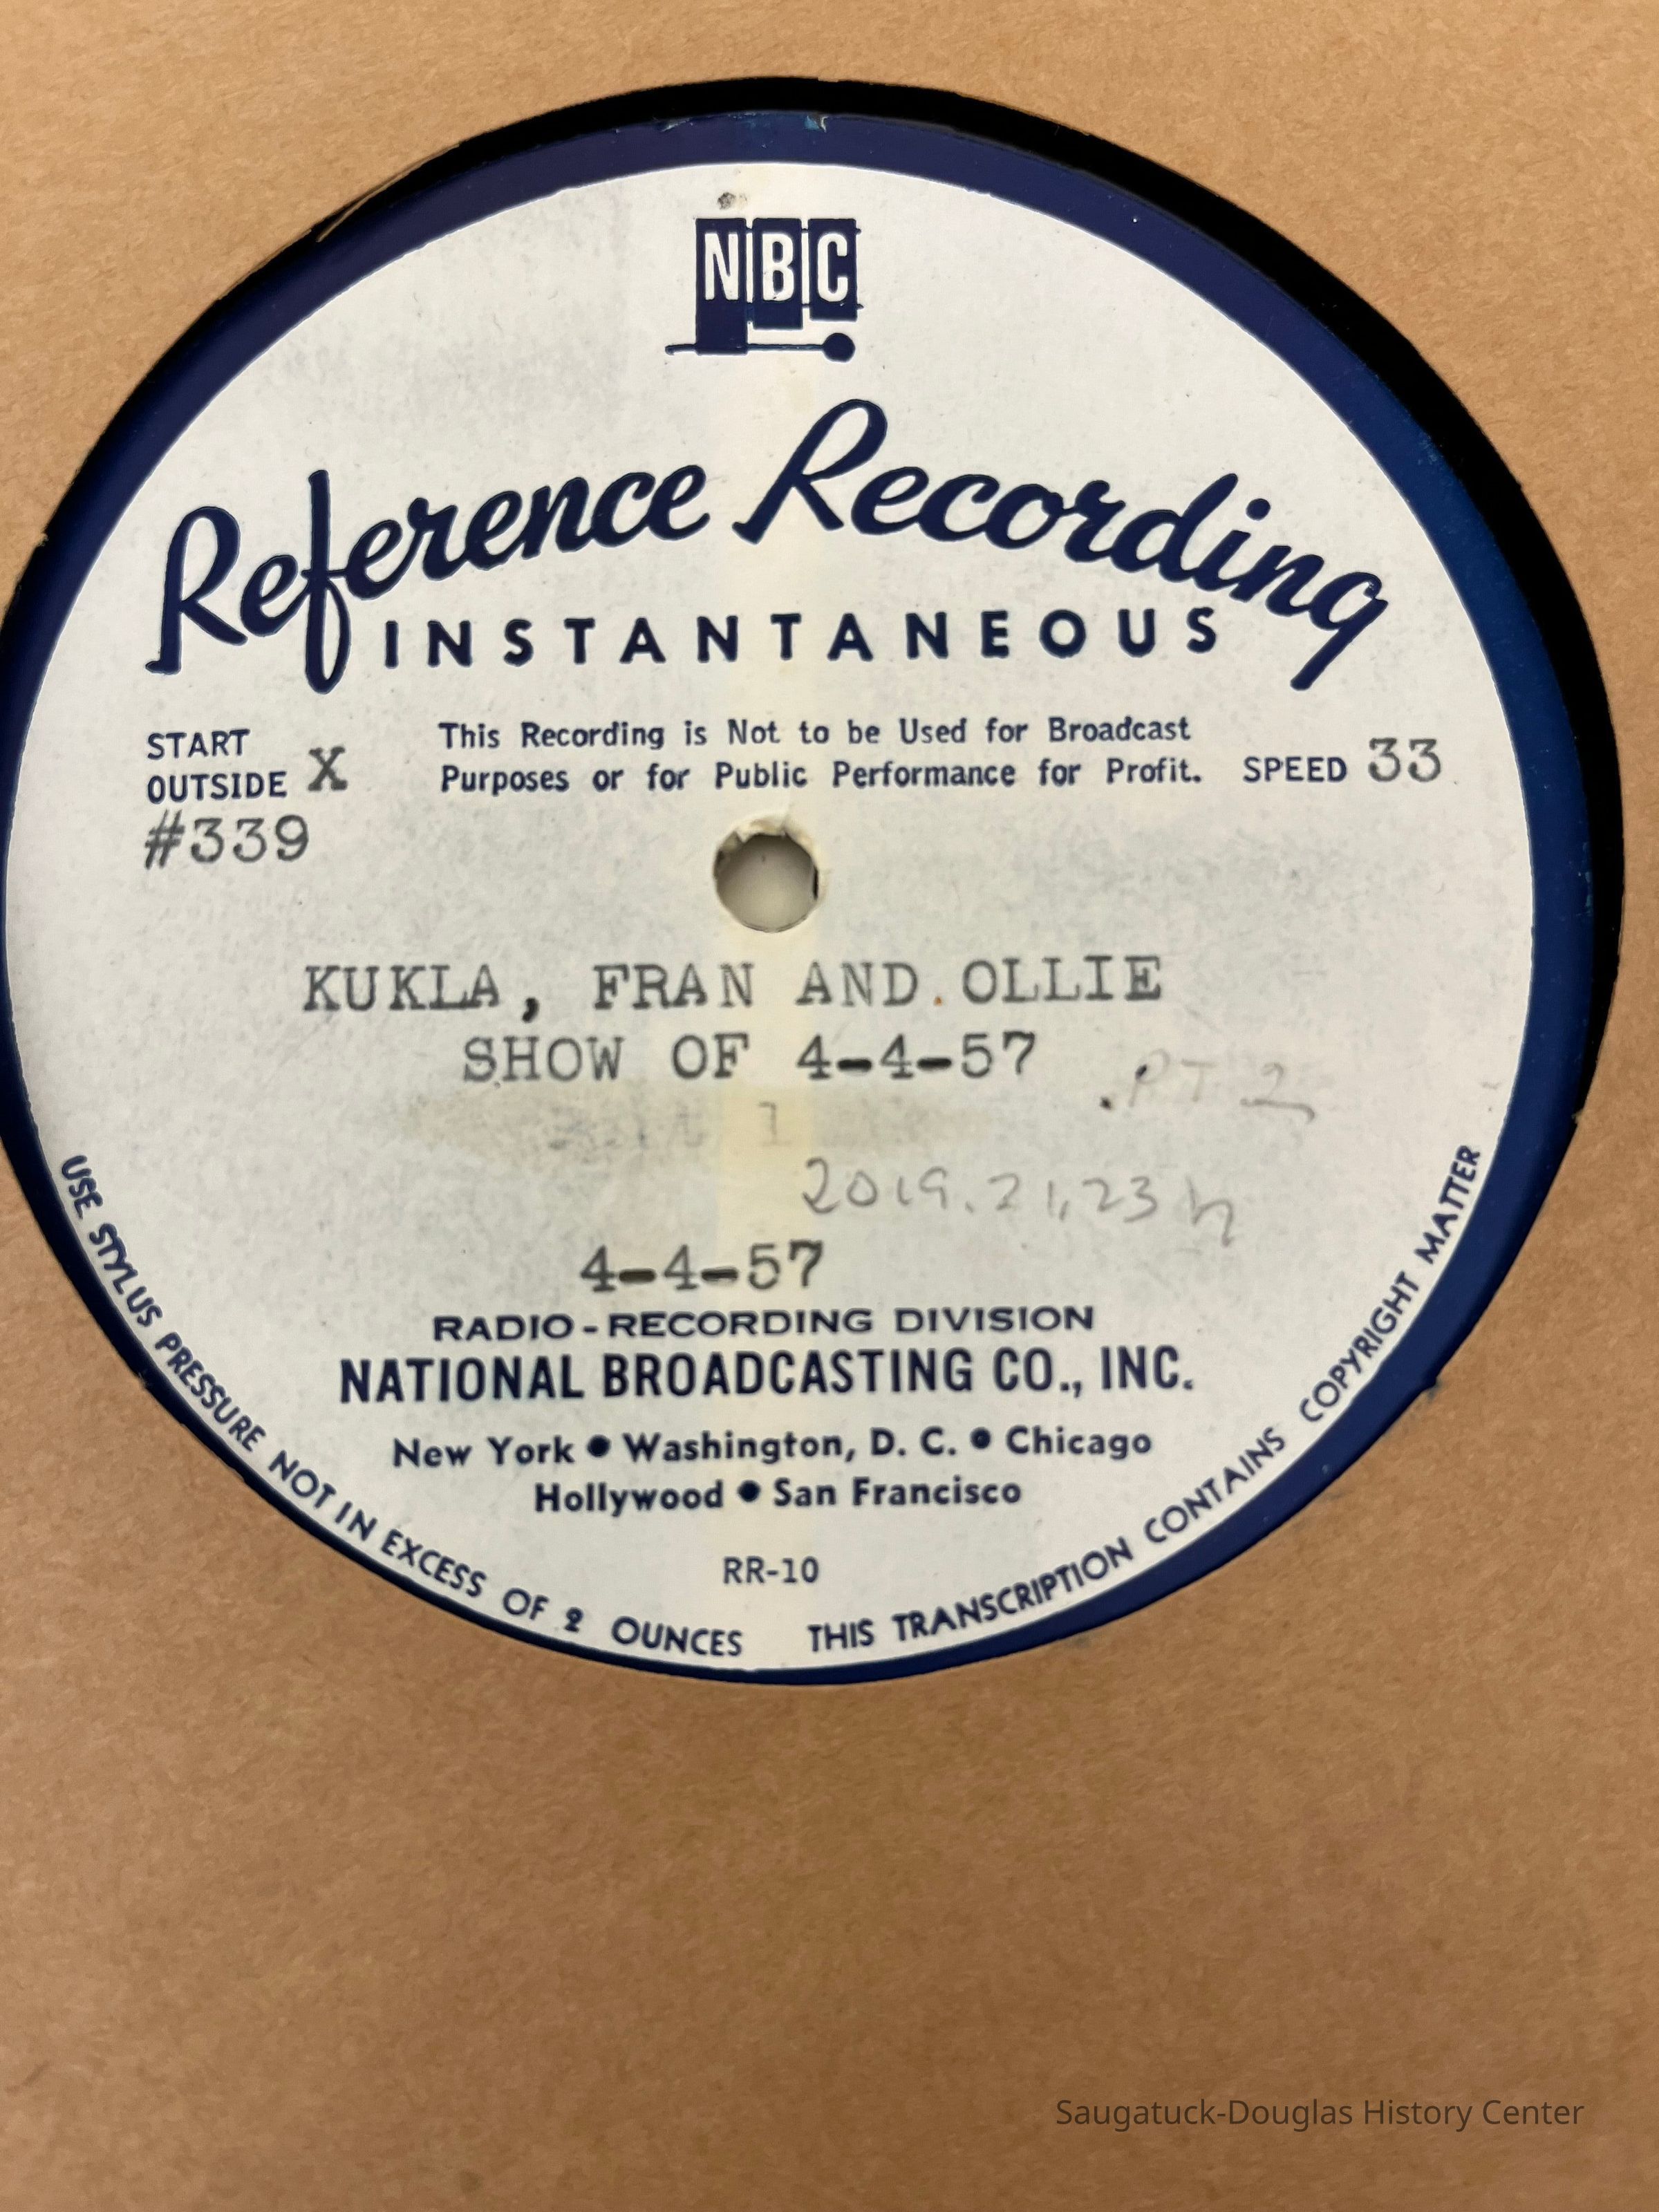 NBC
Reference Recording
INSTANTANEOUS
START
OUTSIDE X
This Recording is Not to be Used for Broadcast
Purposes or for Public Performance for Profit.
SPEED 33
#339
KUKLA, FRAN AND OLLIE
SHOW OF 4-4-57
PT 2
1
2019.21.23
4-4-57
RADIO-RECORDING DIVISION
NATIONAL BROADCASTING CO., INC.
New York • Washington, D. C. • Chicago
Hollywood • San Francisco
RR-10
USE STYLUS PRESSURE NOT IN EXCESS OF 2 OUNCES
THIS TRANSCRIPTION CONTAINS COPYRIGHT MATTER
Saugatuck-Douglas History Center